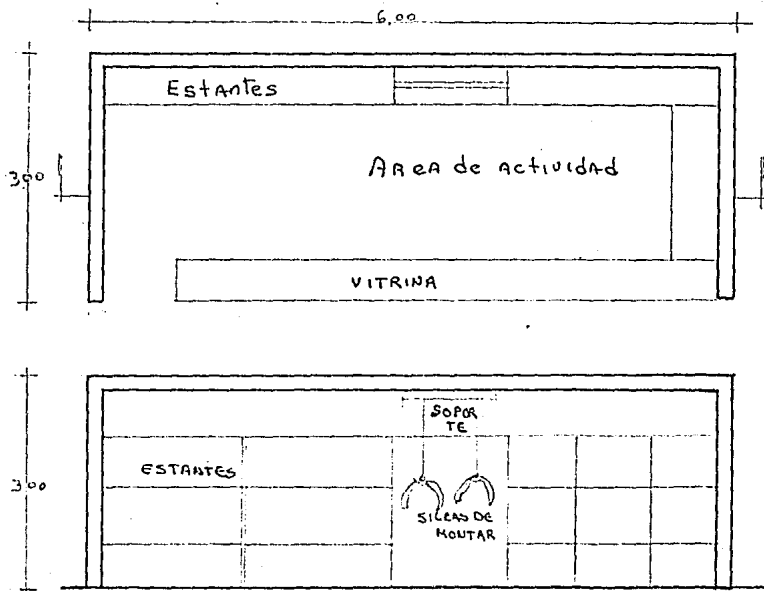 6.00
Estantes
3.00
Area de actividad
VITRINA
SOPOR
TE
ESTANTES
3.00
SILLAS DE
MONTAR